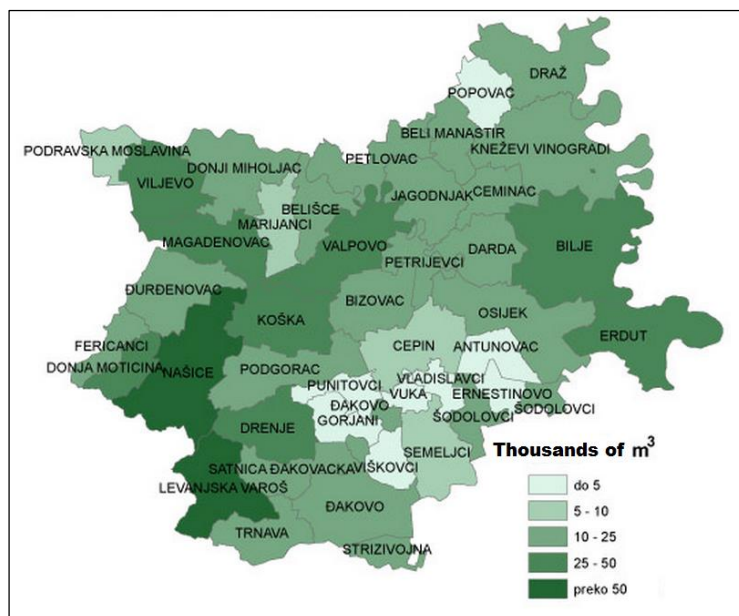 DRAŽ
POPOVAC
BELI MANASTIR
KNEŽEVI VINOGRADI
PODRAVSKA MOSLAVINA
DONJI MIHOLJAC
PETLOVAC
VILJEVO
JAGODNJAK
CEMINAC
BELIŠCE
MARIJANCI
MAGADENOVAC
VALPOVO
DARDA
BILJE
PETRIJEVCI
ĐURĐENOVAC
BIZOVAC
KOŠKA
OSIJEK
ERDUT
FERICANCI
CEPIN
ANTUNOVAC
DONJA MOTICINA
NAŠICE
PODGORAC
PUNITOVCI
VLADISLAVCI
VUKA
ERNESTINOVO
ĐAKOVO
GORJANI
ŠODOLOVCI
ŠODOLOVCI
DRENJE
SEMELJCI
SATNICA ĐAKOVACKA
VIŠKOVCI
LEVANJSKA VAROŠ
ĐAKOVO
TRNAVA
STRIZIVOJNA
Thousands of m³
do 5
5 - 10
10 - 25
25 - 50
preko 50